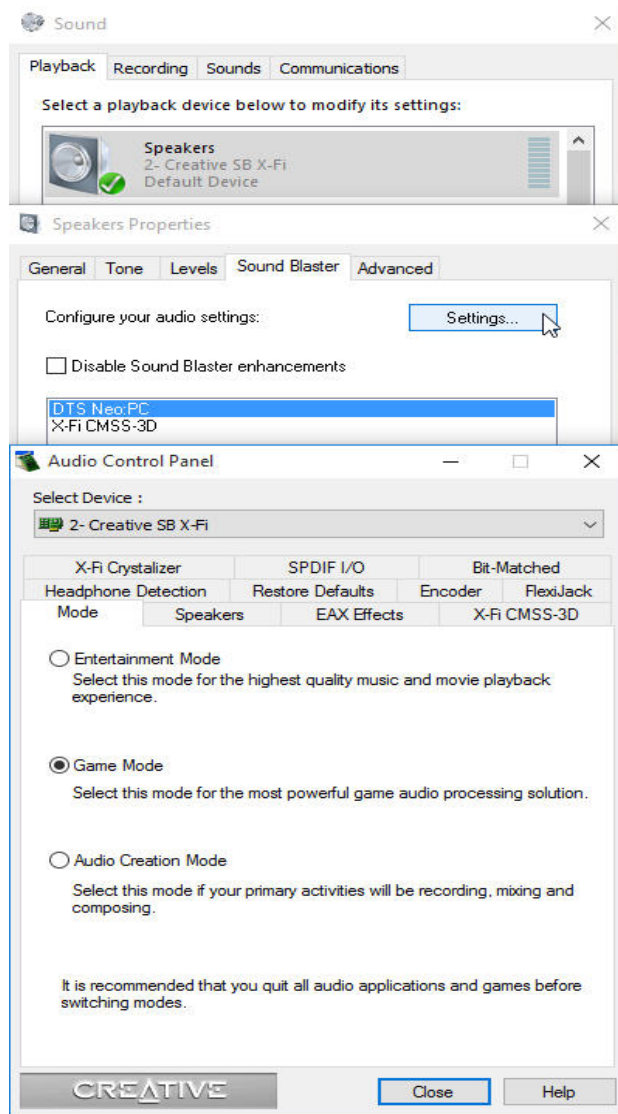 Sound
Playback Recording Sounds Communications
Select a playback device below to modify its settings:
Speakers
2- Creative SB X-Fi
Default Device
Speakers Properties
General Tone Levels Sound Blaster Advanced
Configure your audio settings: Settings...
Disable Sound Blaster enhancements
DTS Neo:PC
X-Fi CMSS-3D
Audio Control Panel
Select Device :
2- Creative SB X-Fi
X-Fi Crystalizer SPDIF I/O Bit-Matched
Headphone Detection Restore Defaults Encoder FlexiJack
Mode Speakers EAX Effects X-Fi CMSS-3D
Entertainment Mode
Select this mode for the highest quality music and movie playback
experience.
Game Mode
Select this mode for the most powerful game audio processing solution.
Audio Creation Mode
Select this mode if your primary activities will be recording, mixing and
composing.
It is recommended that you quit all audio applications and games before
switching modes.
CREATIVE Close Help